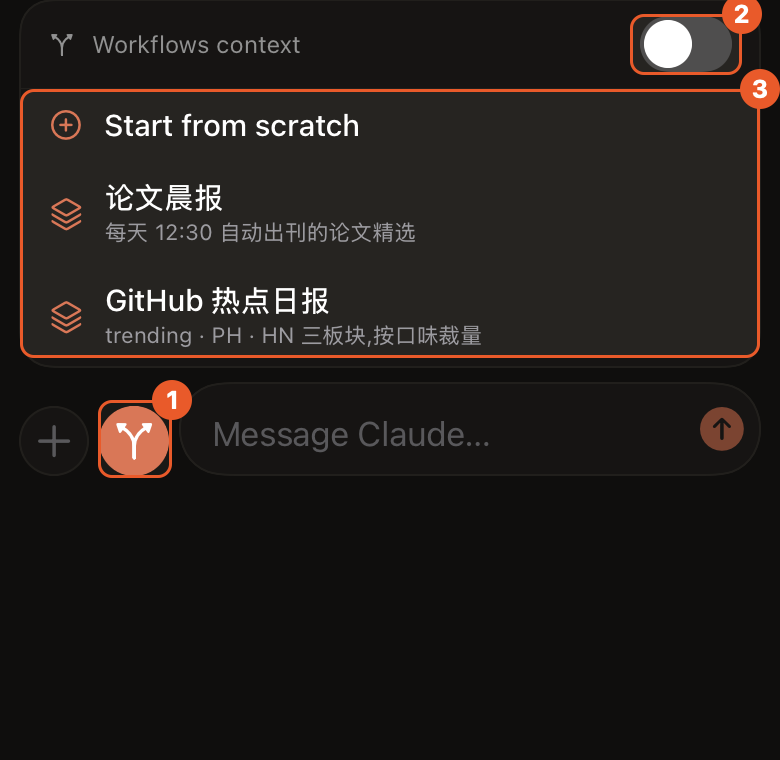 2
Workflows context
3
Start from scratch
论文晨报
每天 12:30 自动出刊的论文精选
GitHub 热点日报
trending · PH · HN 三板块,按口味裁量
1
Message Claude...